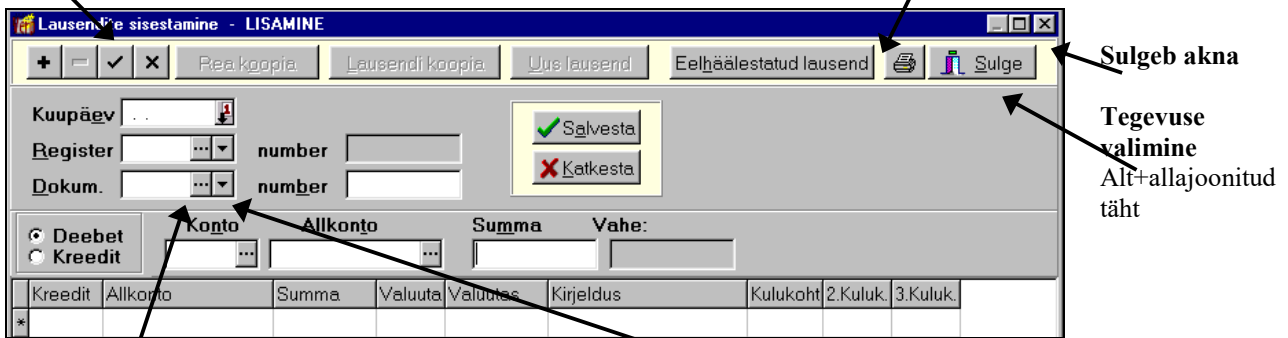 Lausendite sisestamine - LISAMINE
Rea koopia Lausendi koopia Uus lausend Eelhäälestatud lausend Sulge
Sulgeb akna
Kuupäev . .
Salvesta
Tegevuse
valimine
Alt+allajoonitud
täht
Register number
Katkesta
Dokum. number
Deebet
Kreedit
Konto Allkonto Summa Vahe:
Kreedit Allkonto Summa Valuuta Valuutas Kirjeldus Kulukoht 2.Kuluk. 3.Kuluk.
*